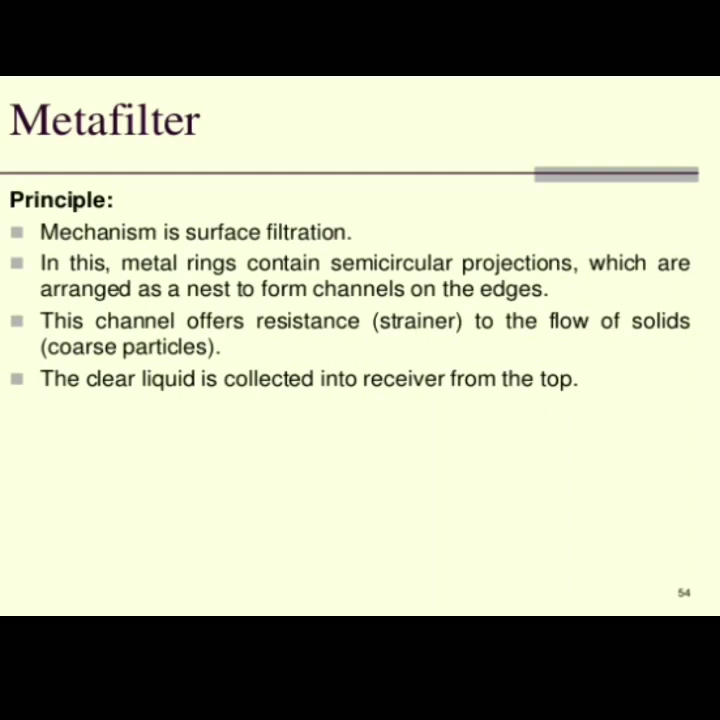 Metafilter
Principle:
Mechanism is surface filtration.
In this, metal rings contain semicircular projections, which are
arranged as a nest to form channels on the edges.
This channel offers resistance (strainer) to the flow of solids
(coarse particles).
The clear liquid is collected into receiver from the top.
54